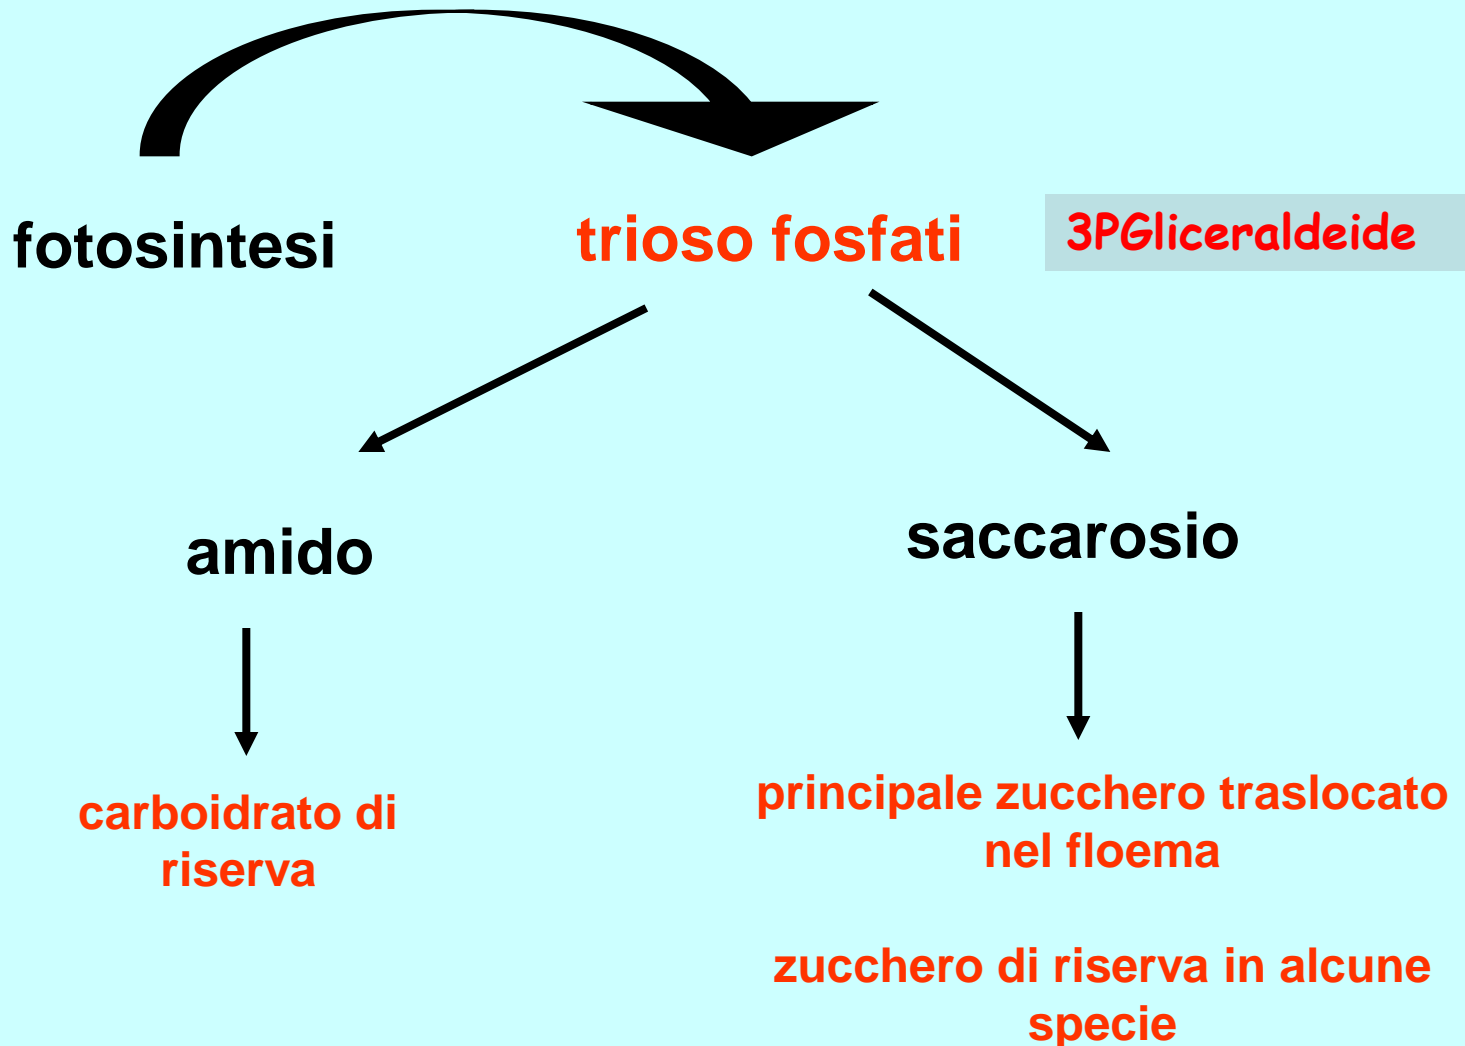 fotosintesi
trioso fosfati
3PGliceraldeide
amido
saccarosio
carboidrato di
riserva
principale zucchero traslocato
nel floema
zucchero di riserva in alcune
specie